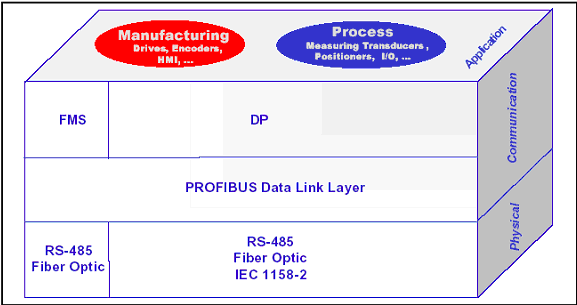 Manufacturing
Drives, Encoders,
HMI, ...
Process
Measuring Transducers,
Positioners, I/O, ...
Application
FMS
DP
Communication
PROFIBUS Data Link Layer
RS-485
Fiber Optic
RS-485
Fiber Optic
IEC 1158-2
Physical